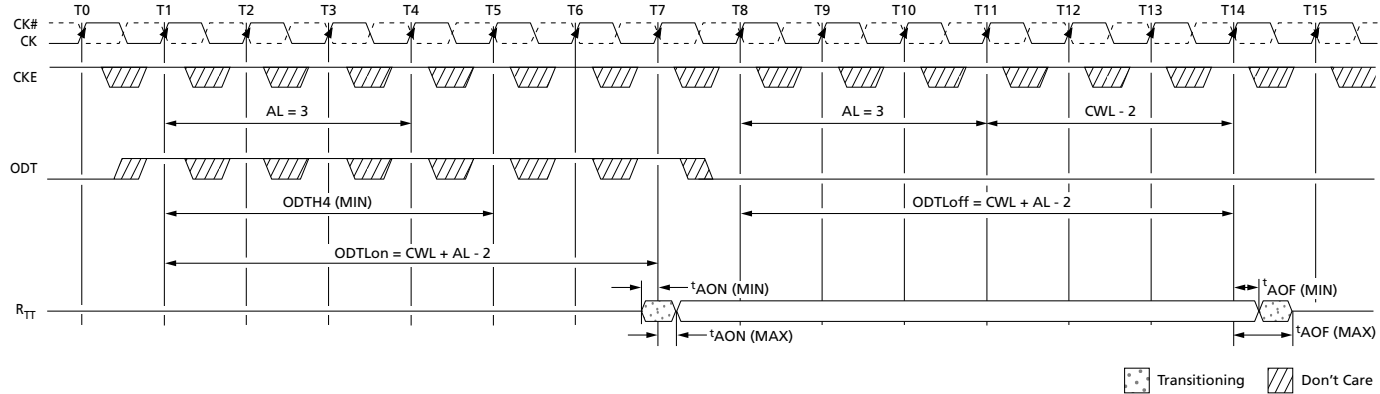 T0 T1 T2 T3 T4 T5 T6 T7 T8 T9 T10 T11 T12 T13 T14 T15
CK#
CK
CKE
AL = 3 AL = 3 CWL - 2
ODT
ODTH4 (MIN) ODTLoff = CWL + AL - 2
ODTLon = CWL + AL - 2
tAON (MIN) tAOF (MIN)
RTT
tAON (MAX) tAOF (MAX)
Transitioning Don't Care